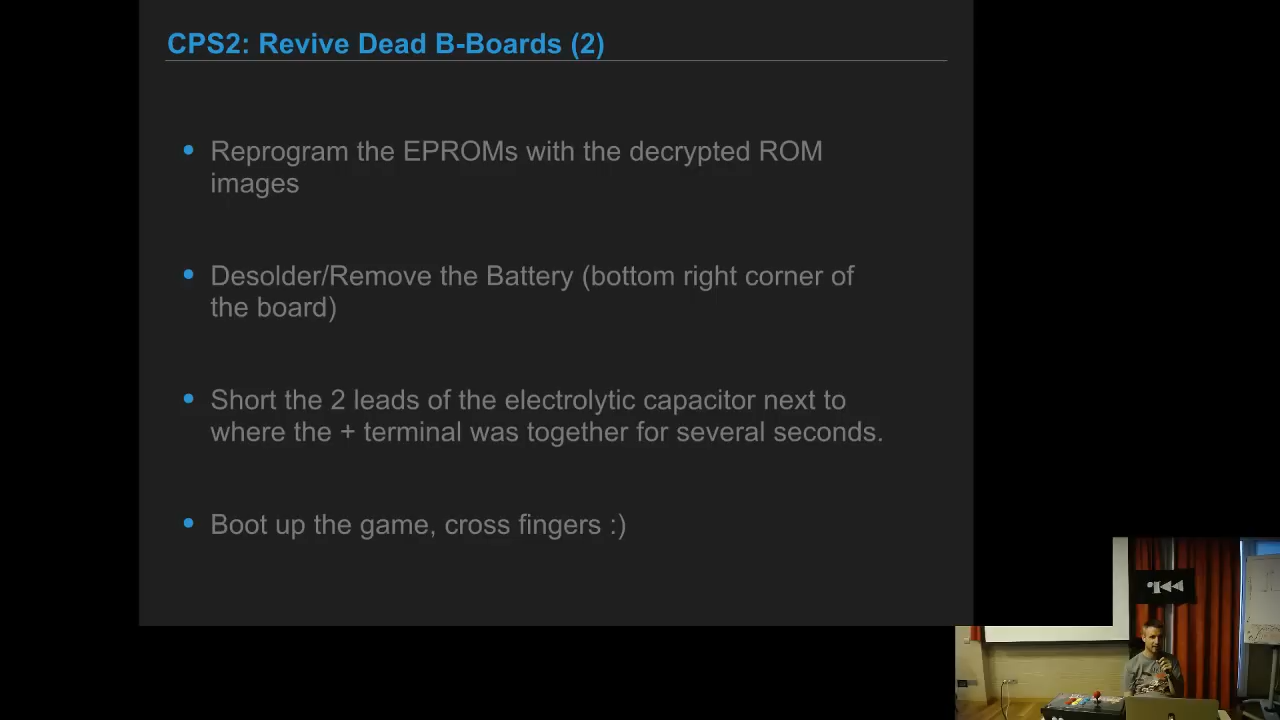 CPS2: Revive Dead B-Boards (2)
Reprogram the EPROMs with the decrypted ROM
images
Desolder/Remove the Battery (bottom right corner of
the board)
Short the 2 leads of the electrolytic capacitor next to
where the + terminal was together for several seconds.
Boot up the game, cross fingers :)